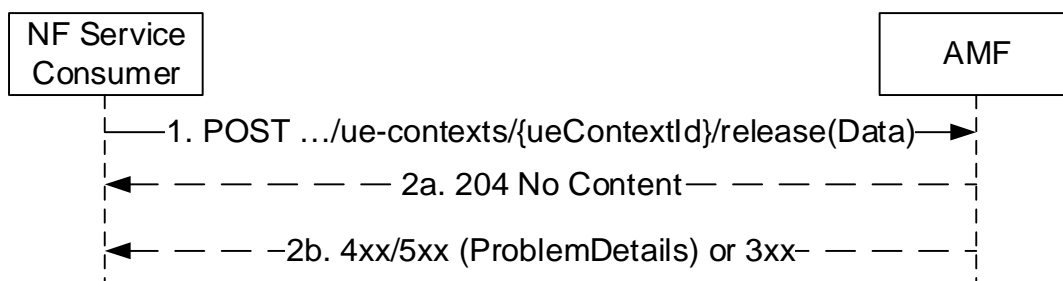 NF Service
Consumer
AMF
1. POST …/ue-contexts/{ueContextId}/release(Data)
2a. 204 No Content
2b. 4xx/5xx (ProblemDetails) or 3xx